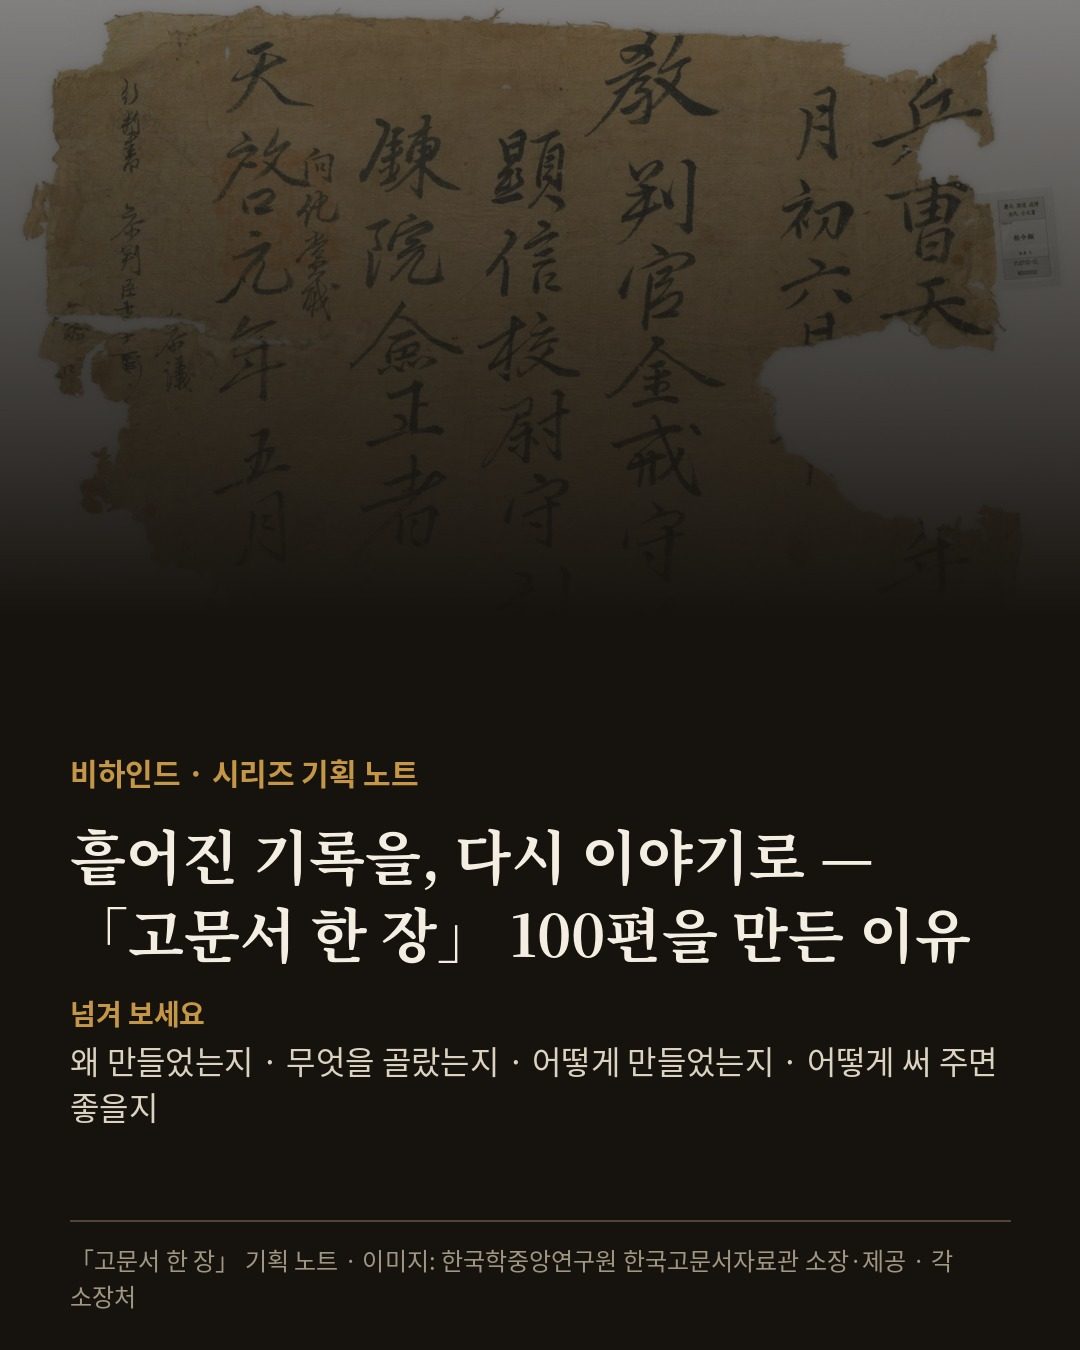 兵曹天
年
月初六日
敎判官金戒守
顯信校尉守訓
鍊院僉正者
天啓元年五月
向化堂戒
비하인드 · 시리즈 기획 노트
흩어진 기록을, 다시 이야기로 —
「고문서 한 장」 100편을 만든 이유
넘겨 보세요
왜 만들었는지 · 무엇을 골랐는지 · 어떻게 만들었는지 · 어떻게 써 주면
좋을지
「고문서 한 장」 기획 노트 · 이미지: 한국학중앙연구원 한국고문서자료관 소장·제공 · 각
소장처